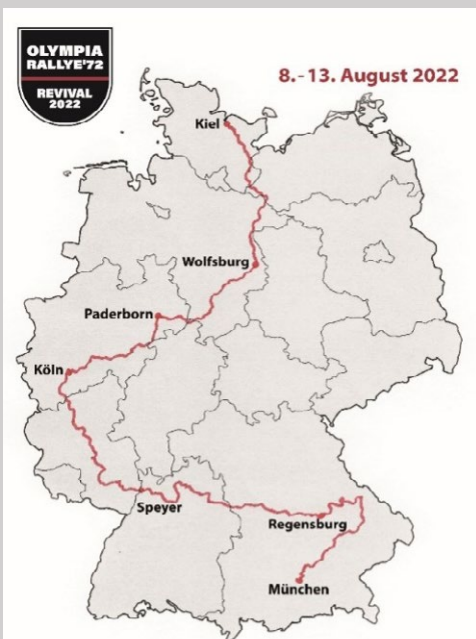 OLYMPIA
RALLYE'72
REVIVAL
2022
8.-13. August 2022
Kiel
Wolfsburg
Paderborn
Köln
Speyer
Regensburg
München